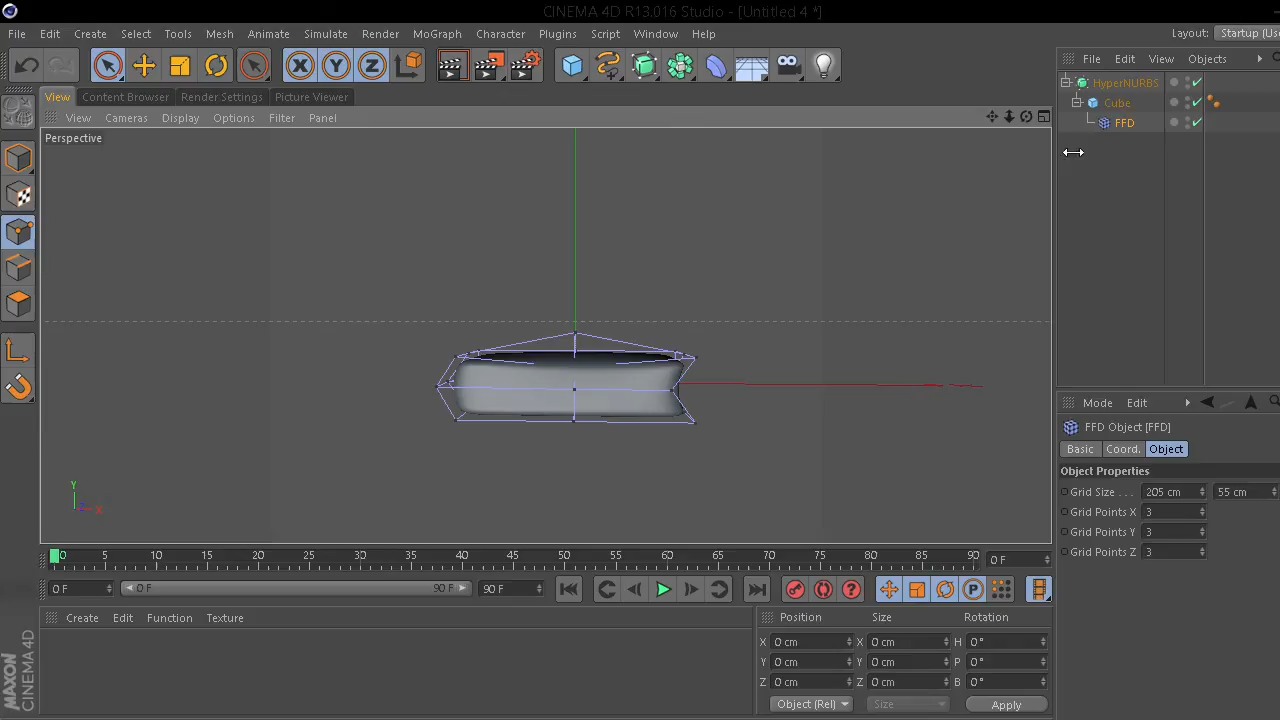 CINEMA 4D R13.016 Studio - [Untitled 4 *]
File Edit Create Select Tools Mesh Animate Simulate Render MoGraph Character Plugins Script Window Help Layout: Startup (Use
File Edit View Objects
View Content Browser Render Settings Picture Viewer
HyperNURBS
Cube
FFD
View Cameras Display Options Filter Panel
Perspective
Y
X
Mode Edit
FFD Object [FFD]
Basic Coord. Object
Object Properties
Grid Size . . . 205 cm 55 cm
Grid Points X 3
Grid Points Y 3
Grid Points Z 3
0 5 10 15 20 25 30 35 40 45 50 55 60 65 70 75 80 85 90 0 F
0 F 0 F 90 F 90 F
Create Edit Function Texture
Position Size Rotation
X 0 cm X 0 cm H 0 °
Y 0 cm Y 0 cm P 0 °
Z 0 cm Z 0 cm B 0 °
Object (Rel) Size Apply
MAXON
CINEMA 4D